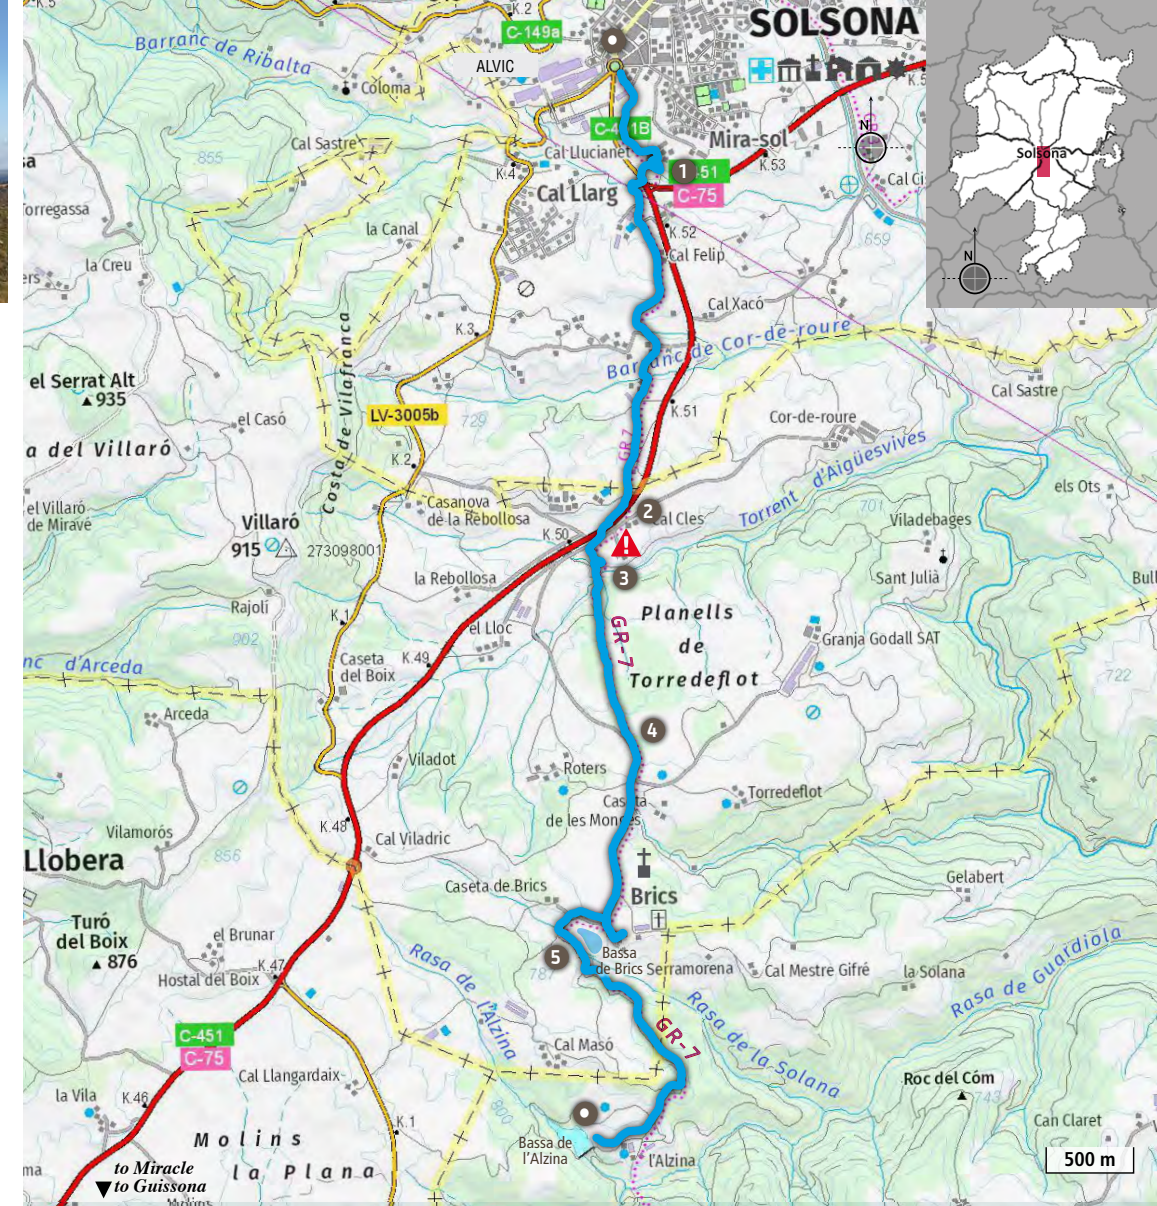 K.5
K.2
C-149a
SOLSONA
Barranc de Ribalta
ALVIC
Coloma
Cal Sastre
855
K.4
Cal Llucianet
Mira-sol
K.53
1
C-75
Cal Llarg
Solsona
N
N
la Canal
K.52
Cal Felip
659
la Creu
Cal Xacó
K.3
Barranc de Cor-de-roure
Costa de Vilafranca
el Serrat Alt
935
Cal Sastre
LV-3005b
729
K.51
el Casó
Cor-de-roure
a del Villaró
GR 7
K.2
Torrent d'Aigüesvives
els Ots
el Villaró
de Miravé
Casanova
de la Rebollosa
2
Cal Cles
701
Viladebages
Villaró
915
273098001
K.50
la Rebollosa
3
Sant Julià
Rajolí
K.1
902
el Lloc
GR-7
Planells
de
Torredeflot
Granja Godall SAT
nc d'Arceda
Caseta
del Boix
K.49
722
Arceda
4
Viladot
Roters
Torredeflot
Caseta
de les Monges
Vilamorós
K.48
Cal Viladric
856
Llobera
Caseta de Brics
Brics
Gelabert
Turó
del Boix
876
el Brunar
K.47
Hostal del Boix
5
Bassa
de Brics
Serramorena
Cal Mestre Gifré
la Solana
Rasa de Guardiola
Rasa de l'Alzina
Rasa de la Solana
GR-7
C-451
C-75
Cal Masó
Cal Llangardaix
Roc del Cóm
743
la Vila
K.46
800
Can Claret
K.1
Molins
la Plana
Bassa de
l'Alzina
l'Alzina
500 m
to Miracle
to Guissona